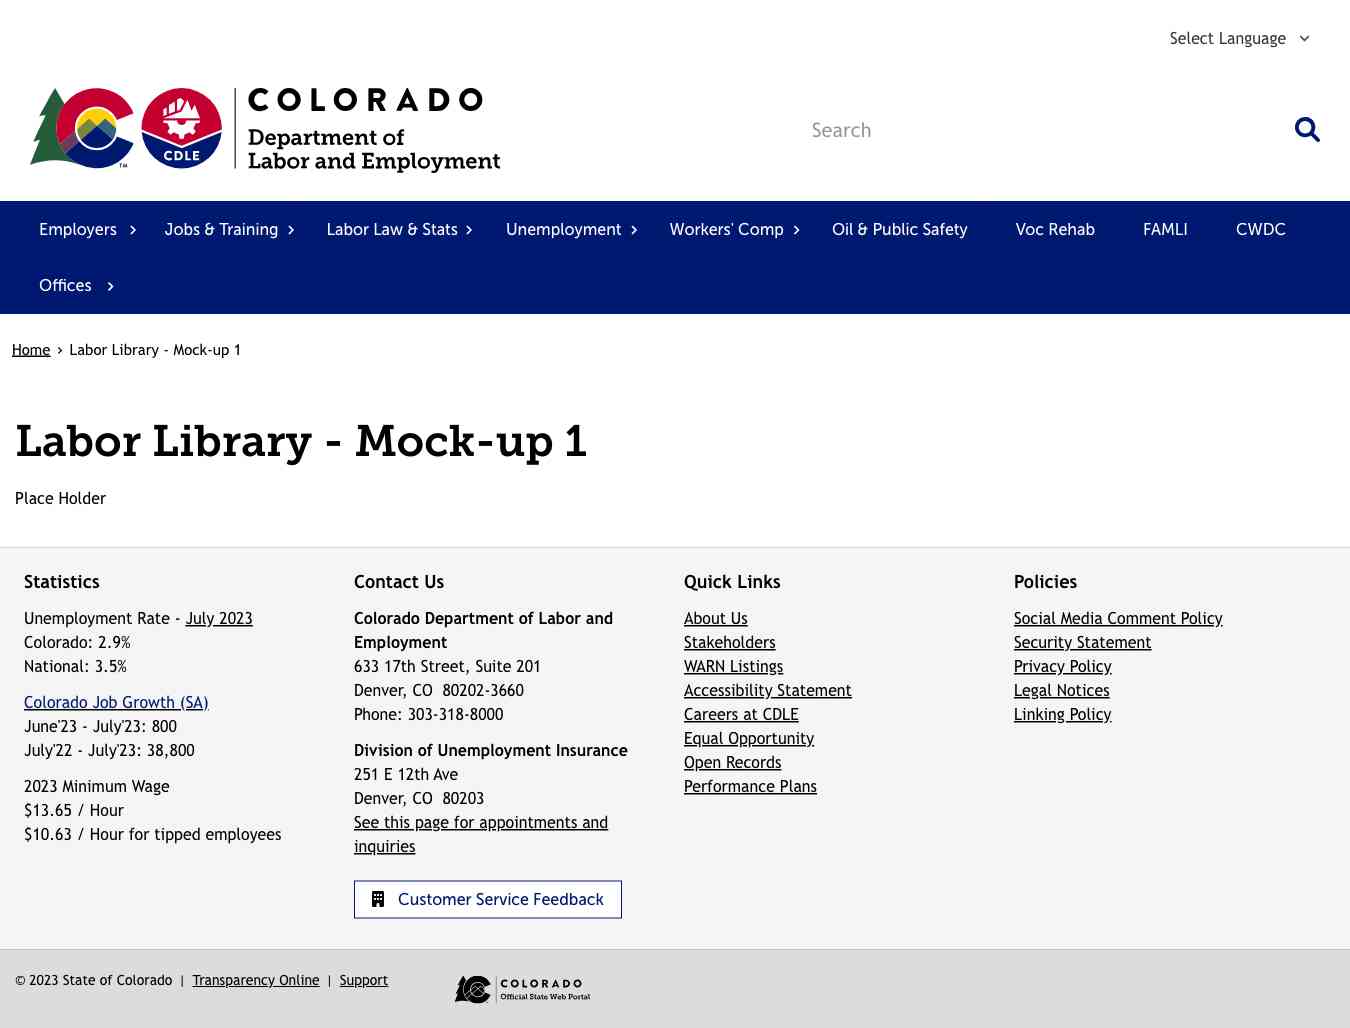 Select Language
COLORADO
Department of
Labor and Employment
CDLE
TM
Search
Employers
Jobs & Training
Labor Law & Stats
Unemployment
Workers' Comp
Oil & Public Safety
Voc Rehab
FAMLI
CWDC
Offices
Home › Labor Library - Mock-up 1
Labor Library - Mock-up 1
Place Holder
Statistics
Unemployment Rate - July 2023
Colorado: 2.9%
National: 3.5%
Colorado Job Growth (SA)
June'23 - July'23: 800
July'22 - July'23: 38,800
2023 Minimum Wage
$13.65 / Hour
$10.63 / Hour for tipped employees
Contact Us
Colorado Department of Labor and
Employment
633 17th Street, Suite 201
Denver, CO  80202-3660
Phone: 303-318-8000
Division of Unemployment Insurance
251 E 12th Ave
Denver, CO  80203
See this page for appointments and
inquiries
Customer Service Feedback
Quick Links
About Us
Stakeholders
WARN Listings
Accessibility Statement
Careers at CDLE
Equal Opportunity
Open Records
Performance Plans
Policies
Social Media Comment Policy
Security Statement
Privacy Policy
Legal Notices
Linking Policy
© 2023 State of Colorado | Transparency Online | Support
COLORADO
Official State Web Portal